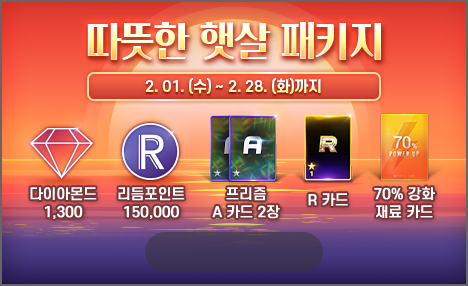 따뜻한 햇살 패키지
2. 01. (수) ~ 2. 28. (화)까지
R
A
R
1
70%
POWER UP
다이아몬드
1,300
리듬포인트
150,000
프리즘
A 카드 2장
R 카드
70% 강화
재료 카드